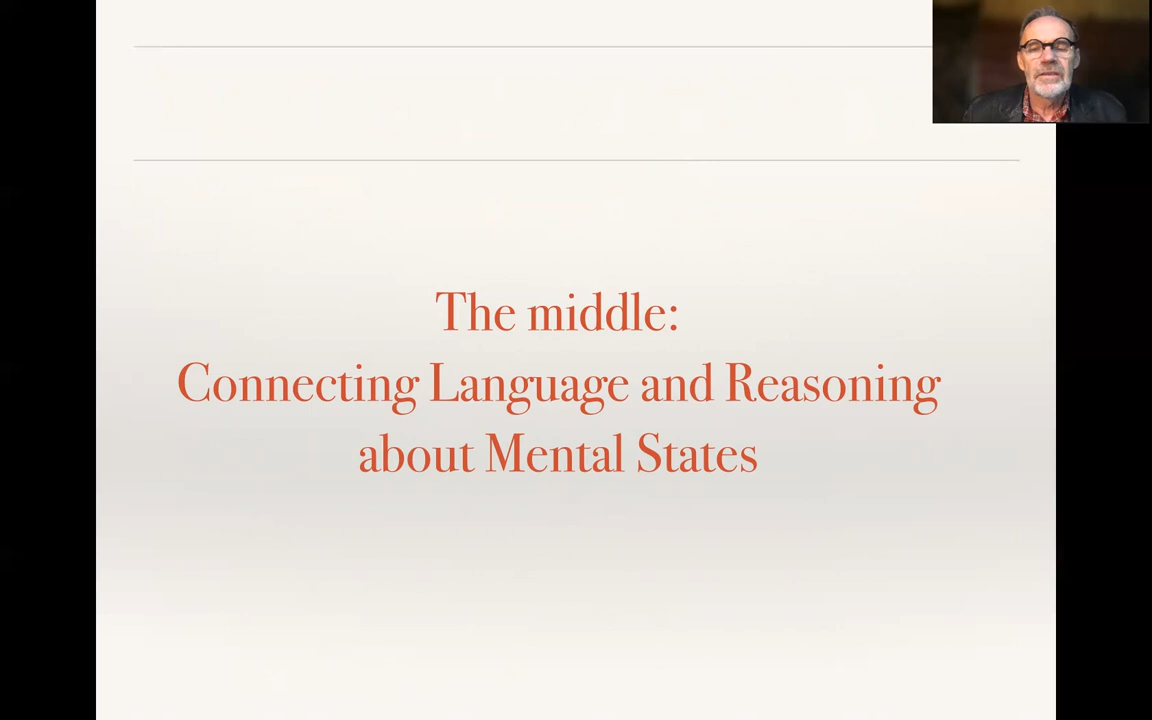 The middle:
Connecting Language and Reasoning
about Mental States